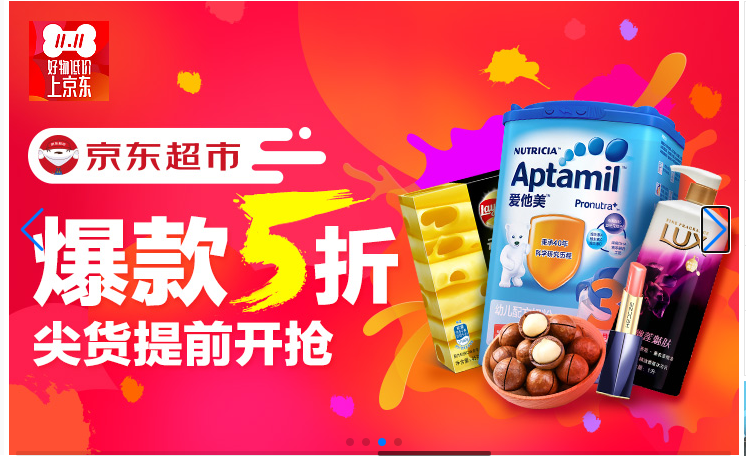 11.11
好物低价
上京东
京东超市
爆款5折
尖货提前开抢
NUTRICIA
Aptamil
爱他美
Pronutra+
3
LUX